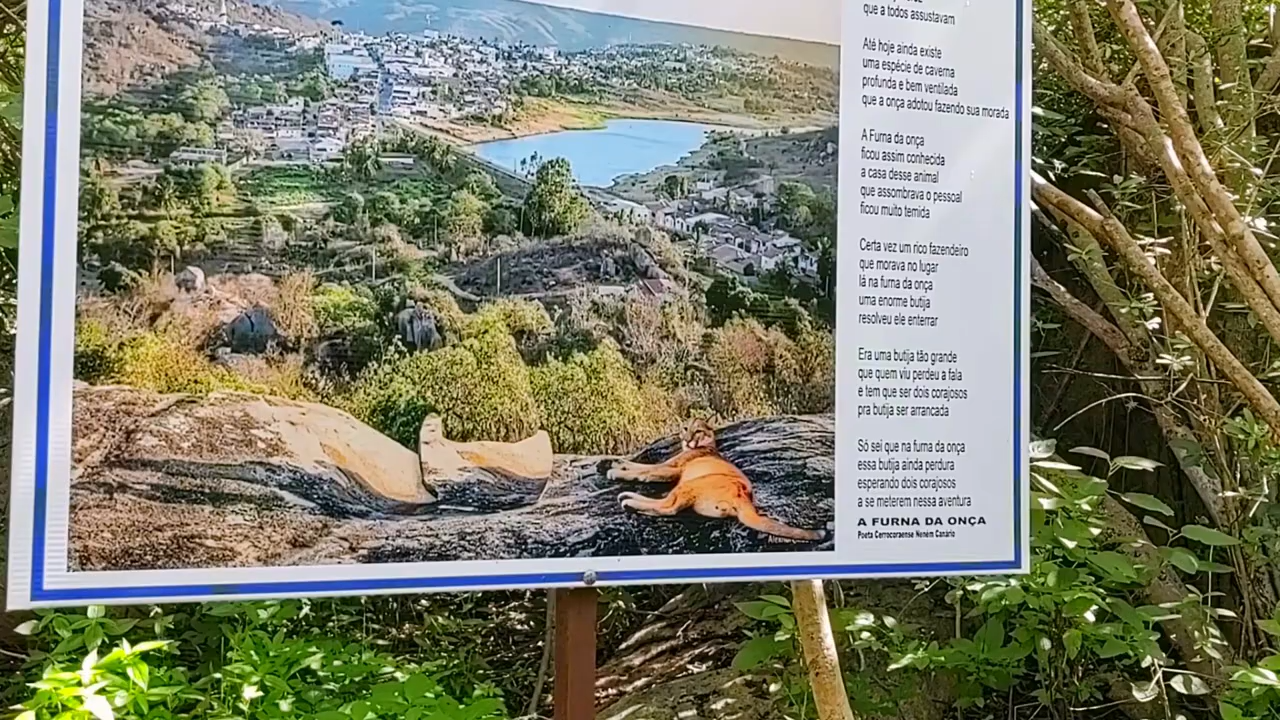 que a todos assustavam
Até hoje ainda existe
uma espécie de caverna
profunda e bem ventilada
que a onça adotou fazendo sua morada
A Furna da onça
ficou assim conhecida
a casa desse animal
que assombrava o pessoal
ficou muito temida
Certa vez um rico fazendeiro
que morava no lugar
lá na furna da onça
uma enorme butija
resolveu ele enterrar
Era uma butija tão grande
que quem viu perdeu a fala
e tem que ser dois corajosos
pra butija ser arrancada
Só sei que na furna da onça
essa butija ainda perdura
esperando dois corajosos
a se meterem nessa aventura
A FURNA DA ONÇA
Poeta Cerrocoraense Neném Canário